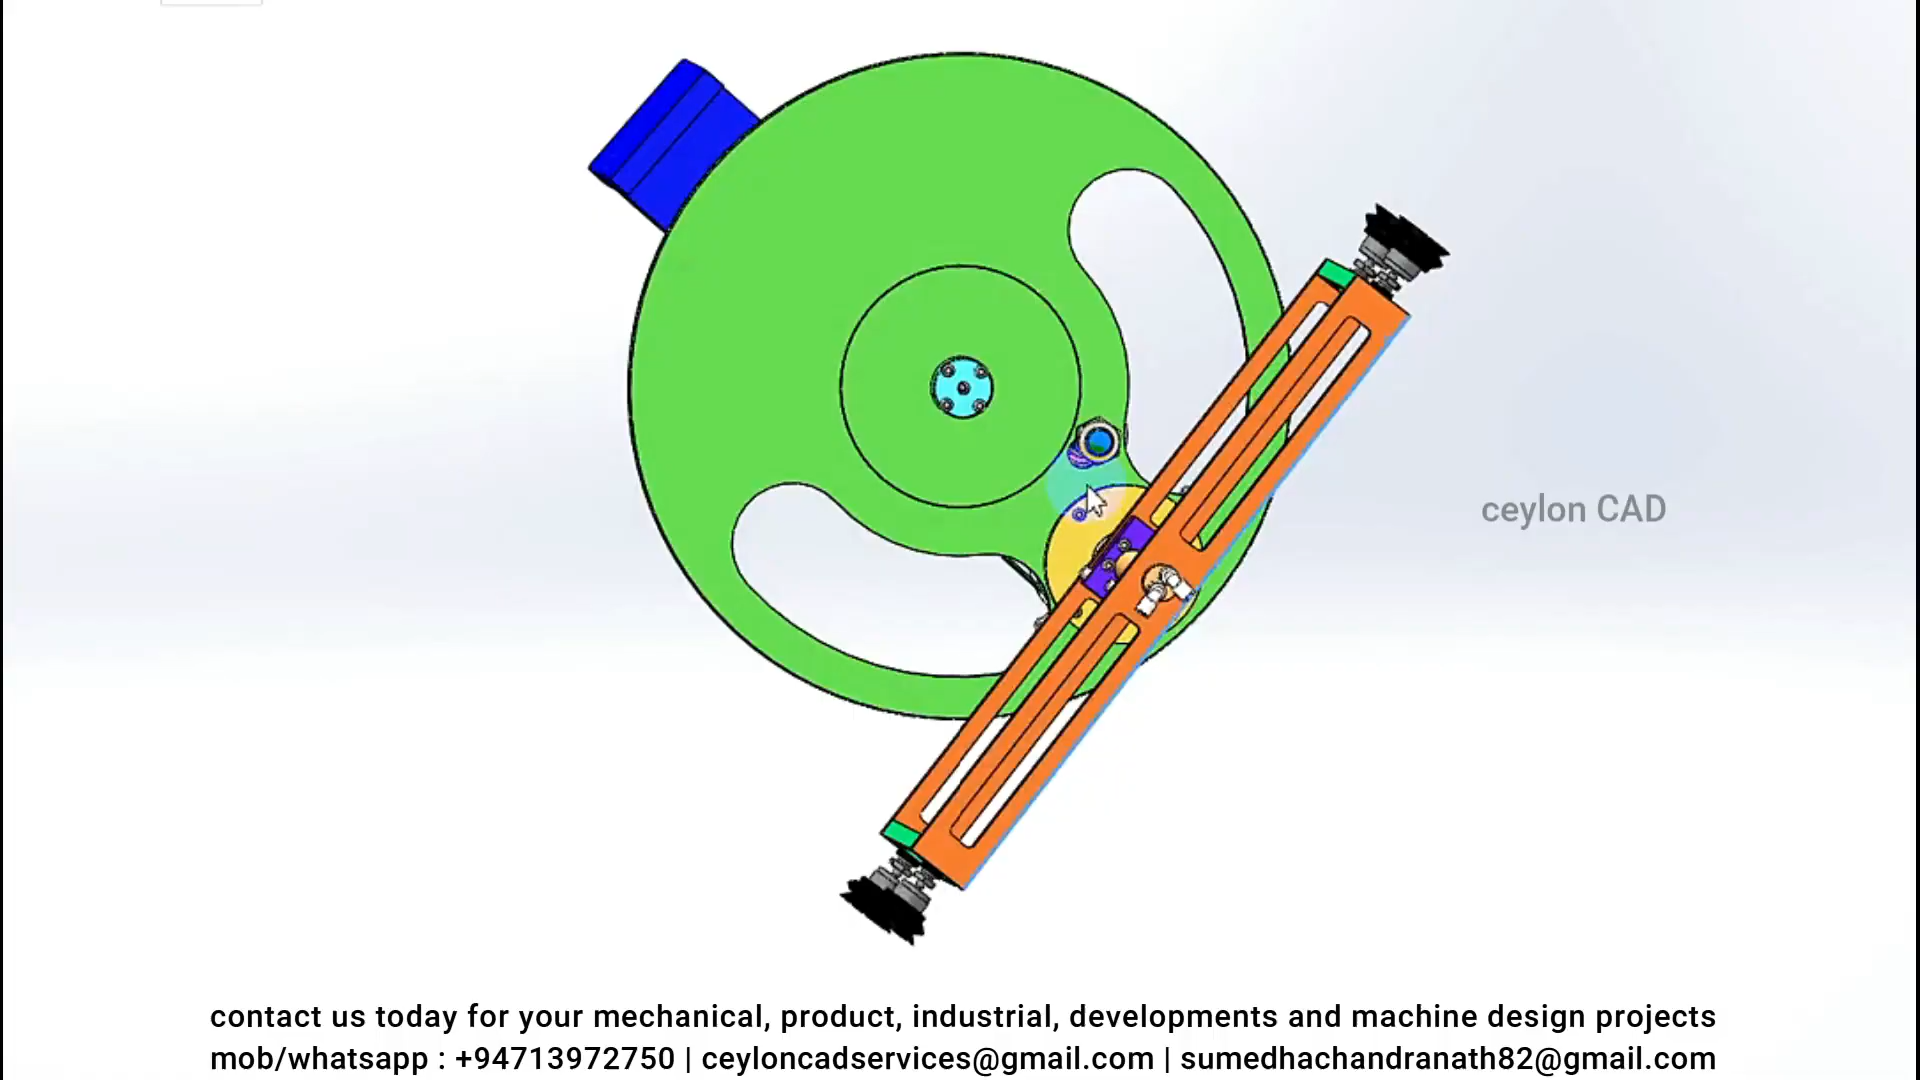 ceylon CAD
contact us today for your mechanical, product, industrial, developments and machine design projects
mob/whatsapp : +94713972750 | ceyloncadservices@gmail.com | sumedhachandranath82@gmail.com